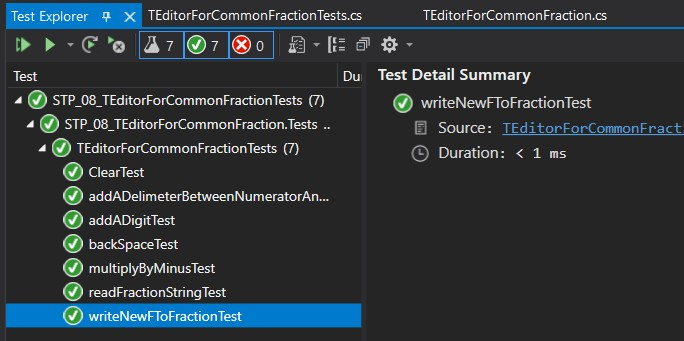 Test Explorer
TEditorForCommonFractionTests.cs
TEditorForCommonFraction.cs
7 7 0
Test Du
STP_08_TEditorForCommonFractionTests (7)
STP_08_TEditorForCommonFraction.Tests ..
TEditorForCommonFractionTests (7)
ClearTest
addADelimeterBetweenNumeratorAn...
addADigitTest
backSpaceTest
multiplyByMinusTest
readFractionStringTest
writeNewFToFractionTest
Test Detail Summary
writeNewFToFractionTest
Source: TEditorForCommonFract
Duration: < 1 ms